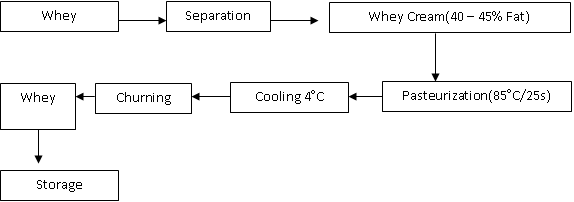 Whey
Separation
Whey Cream(40 – 45% Fat)
Pasteurization(85°C/25s)
Cooling 4°C
Churning
Whey
Storage